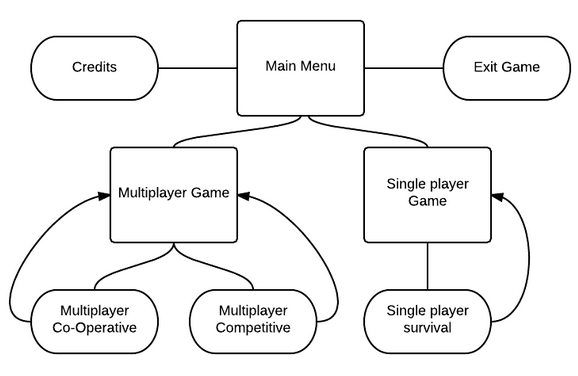 Credits
Main Menu
Exit Game
Multiplayer Game
Single player
Game
Multiplayer
Co-Operative
Multiplayer
Competitive
Single player
survival